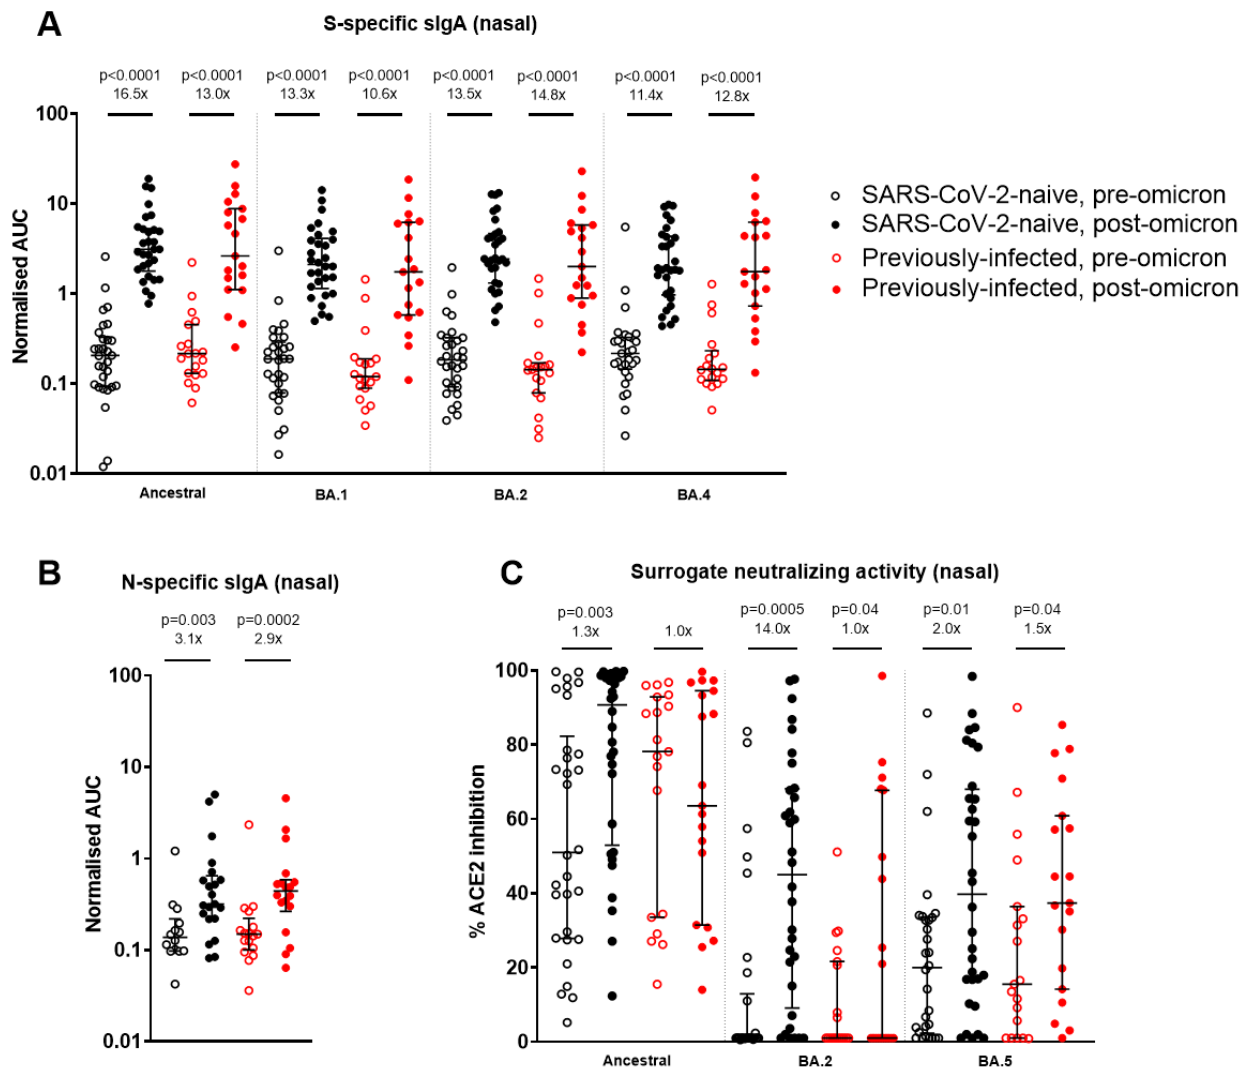 A
S-specific sIgA (nasal)
p<0.0001 p<0.0001 p<0.0001 p<0.0001 p<0.0001 p<0.0001 p<0.0001 p<0.0001
16.5x 13.0x 13.3x 10.6x 13.5x 14.8x 11.4x 12.8x
Normalised AUC
100
10
1
0.1
0.01
Ancestral BA.1 BA.2 BA.4
SARS-CoV-2-naive, pre-omicron
SARS-CoV-2-naive, post-omicron
Previously-infected, pre-omicron
Previously-infected, post-omicron
B
N-specific sIgA (nasal)
p=0.003 p=0.0002
3.1x 2.9x
Normalised AUC
100
10
1
0.1
0.01
C
Surrogate neutralizing activity (nasal)
p=0.003 p=0.0005 p=0.04 p=0.01 p=0.04
1.3x 1.0x 14.0x 1.0x 2.0x 1.5x
% ACE2 inhibition
100
80
60
40
20
0
Ancestral BA.2 BA.5